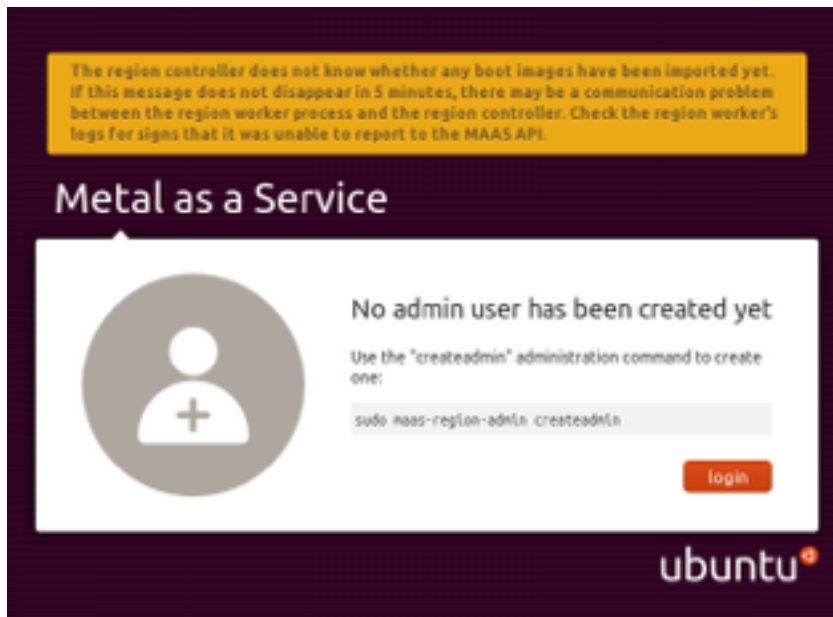 The region controller does not know whether any boot images have been imported yet.
If this message does not disappear in 5 minutes, there may be a communication problem
between the region worker process and the region controller. Check the region worker's
logs for signs that it was unable to report to the MAAS API.
Metal as a Service
No admin user has been created yet
Use the "createadmin" administration command to create
one:
sudo maas-region-admin createadmin
login
ubuntu